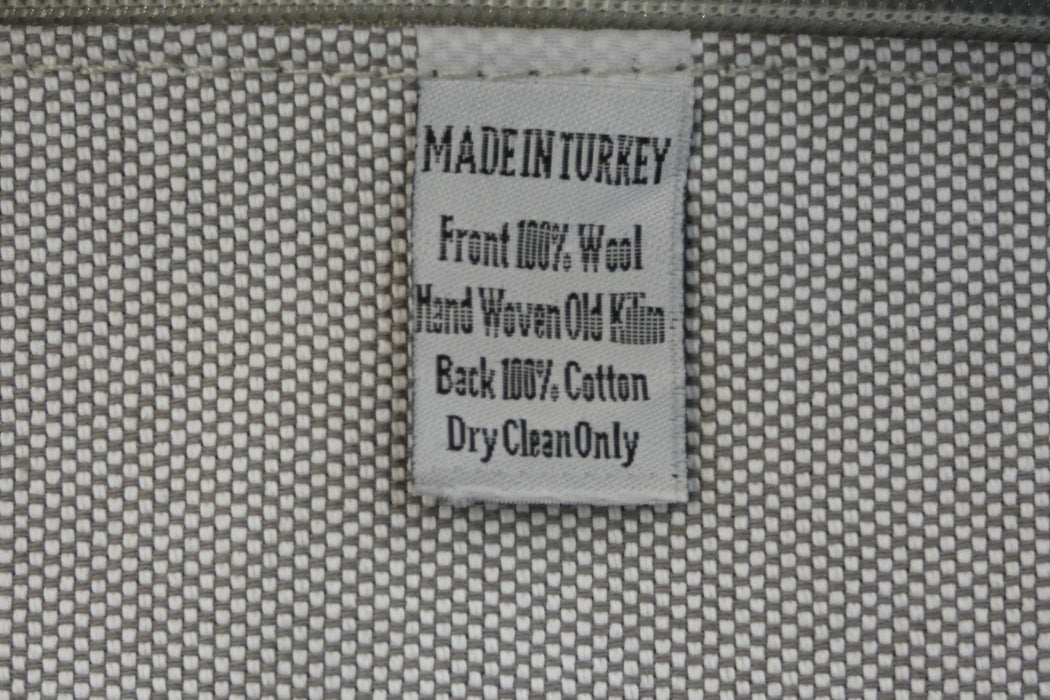 MADE IN TURKEY
Front 100% Wool
Hand Woven Old Kilim
Back 100% Cotton
Dry Clean Only